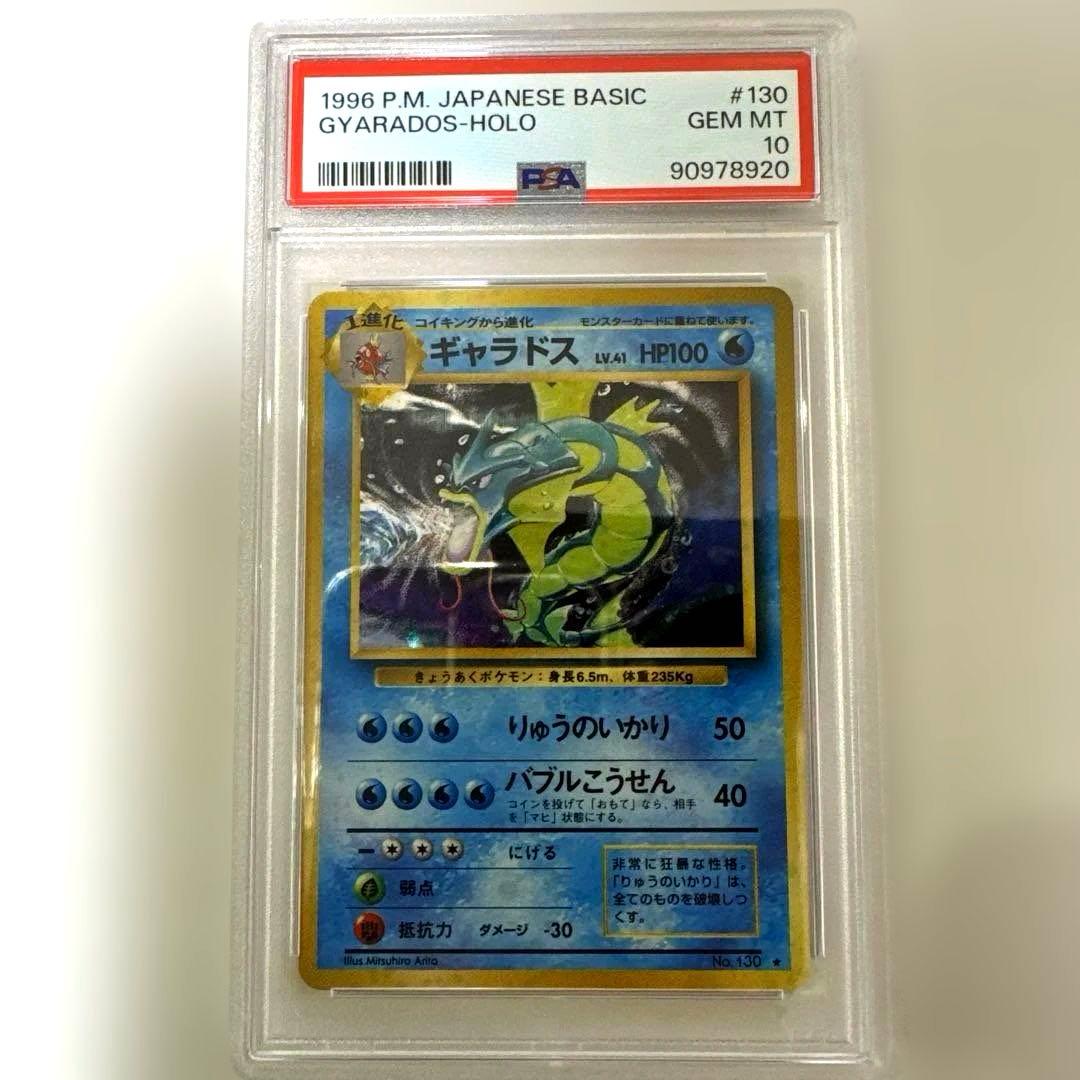 1996 P.M. JAPANESE BASIC #130
GYARADOS-HOLO GEM MT
10
PSA 90978920
1進化 コイキングから進化 モンスターカードに重ねて使います。
ギャラドス LV.41 HP100
きょうあくポケモン：身長6.5m、体重235Kg
りゅうのいかり 50
バブルこうせん 40
コインを投げて「おもて」なら、相手
を「マヒ」状態にする。
にげる
弱点
抵抗力 ダメージ -30
非常に狂暴な性格。
「りゅうのいかり」は、
全てのものを破壊しつ
くす。
Illus.Mitsuhiro Arita No.130 ★